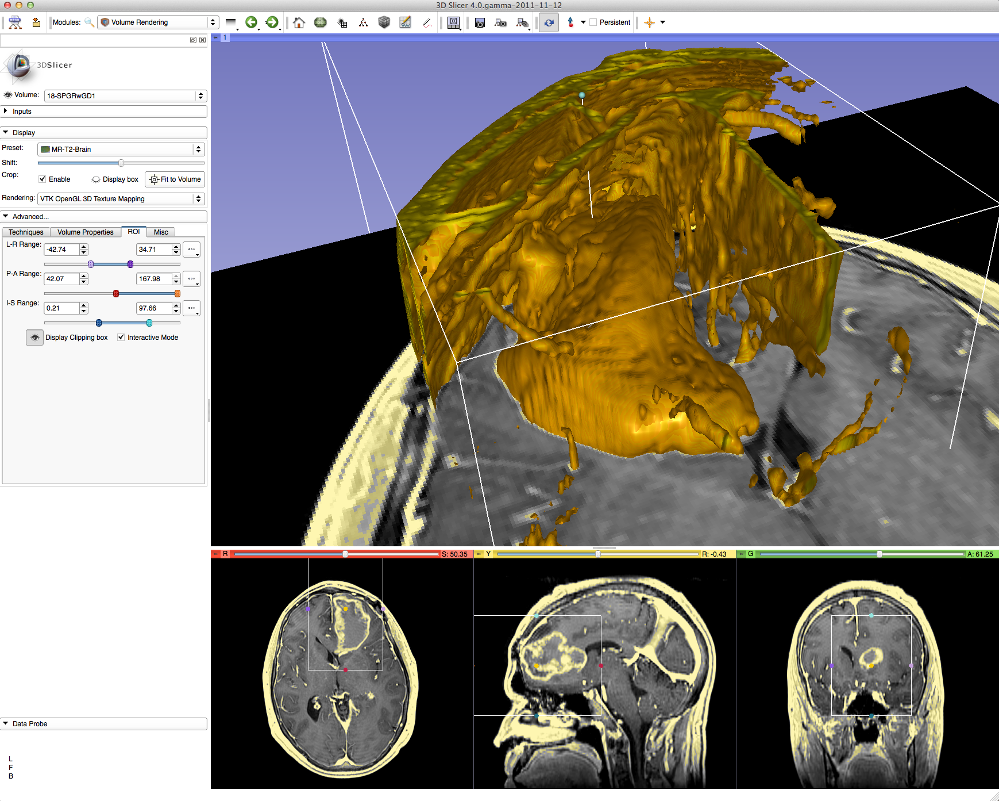 3D Slicer 4.0.gamma-2011-11-12
Modules: Volume Rendering Persistent
1
3DSlicer
Volume: 18-SPGRwGD1
Inputs
Display
Preset: MR-T2-Brain
Shift:
Crop: Enable Display box Fit to Volume
Rendering: VTK OpenGL 3D Texture Mapping
Advanced...
Techniques Volume Properties ROI Misc
L-R Range: -42.74 34.71
P-A Range: 42.07 167.98
I-S Range: 0.21 97.66
Display Clipping box Interactive Mode
R S: 50.35 Y R: -0.43 G A: 61.25
Data Probe
L
F
B